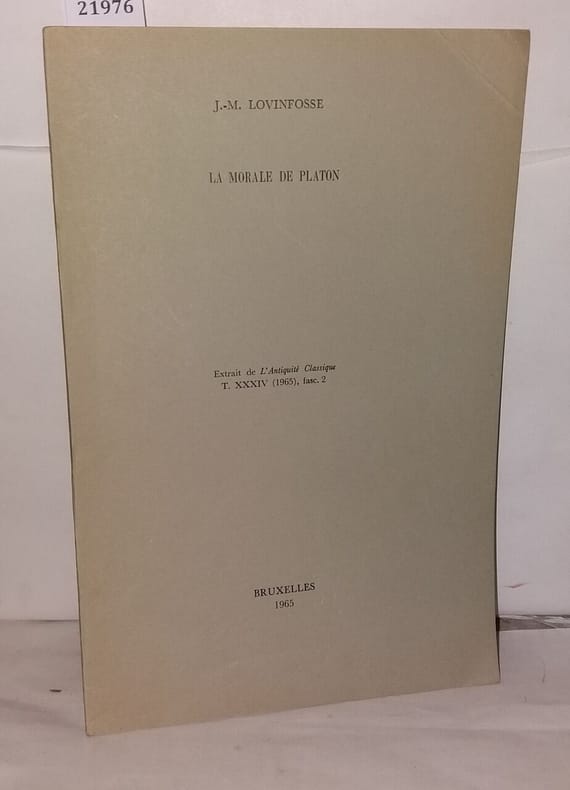 21976
J.-M. LOVINFOSSE
LA MORALE DE PLATON
Extrait de L'Antiquité Classique
T. XXXIV (1965), fasc. 2
BRUXELLES
1965